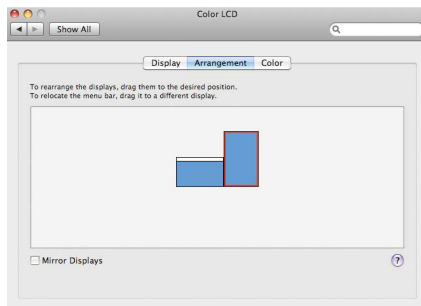 Color LCD
Show All
Display Arrangement Color
To rearrange the displays, drag them to the desired position.
To relocate the menu bar, drag it to a different display.
Mirror Displays
?